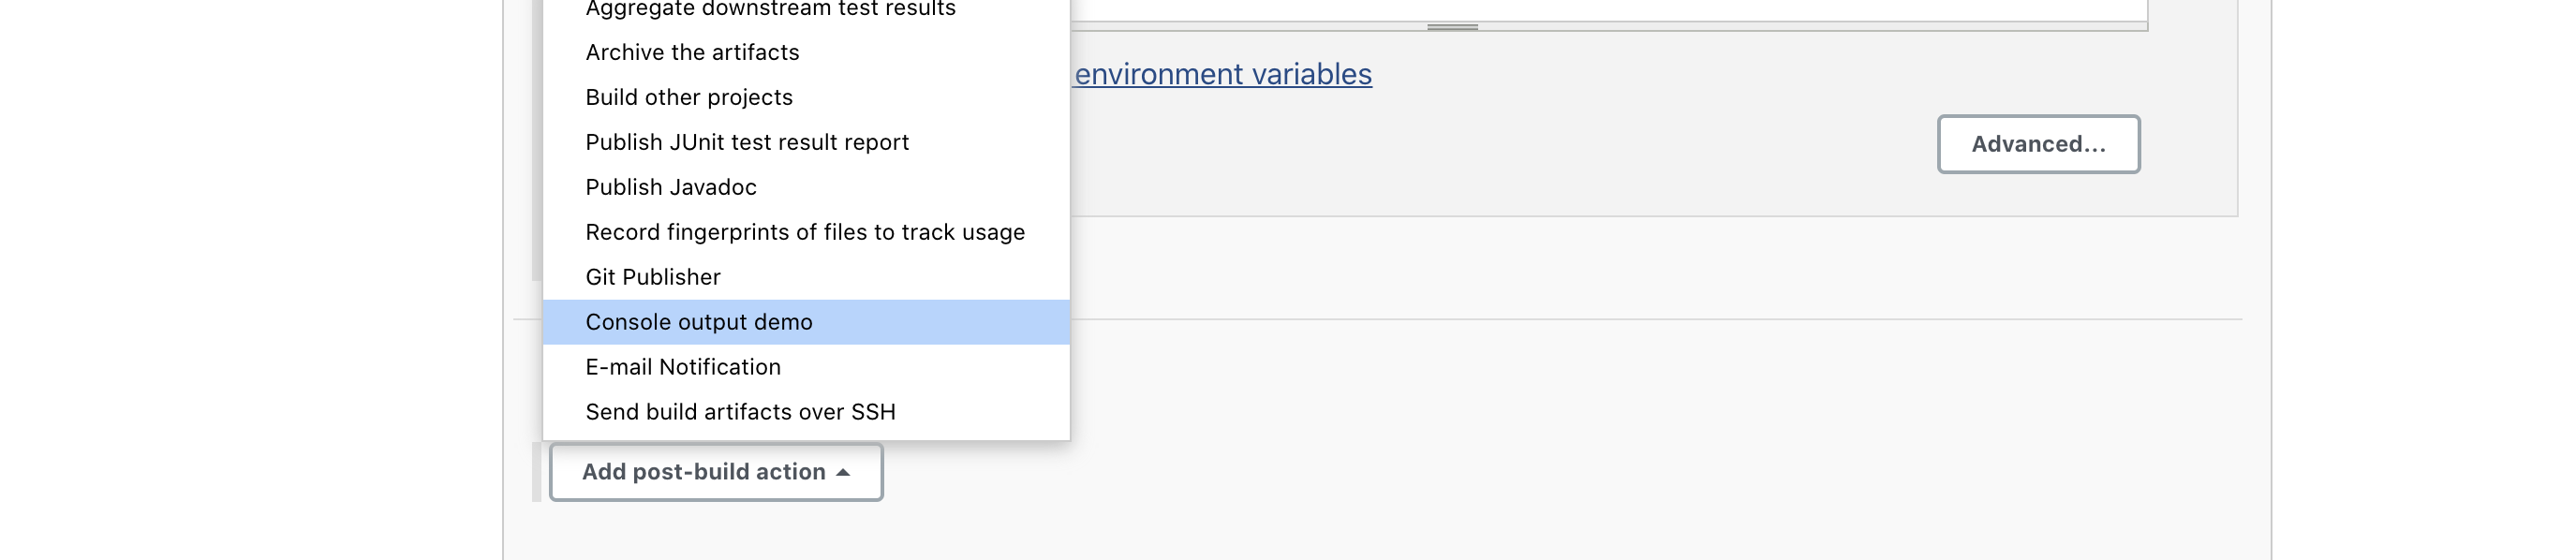 Aggregate downstream test results
Archive the artifacts
environment variables
Build other projects
Publish JUnit test result report
Advanced...
Publish Javadoc
Record fingerprints of files to track usage
Git Publisher
Console output demo
E-mail Notification
Send build artifacts over SSH
Add post-build action